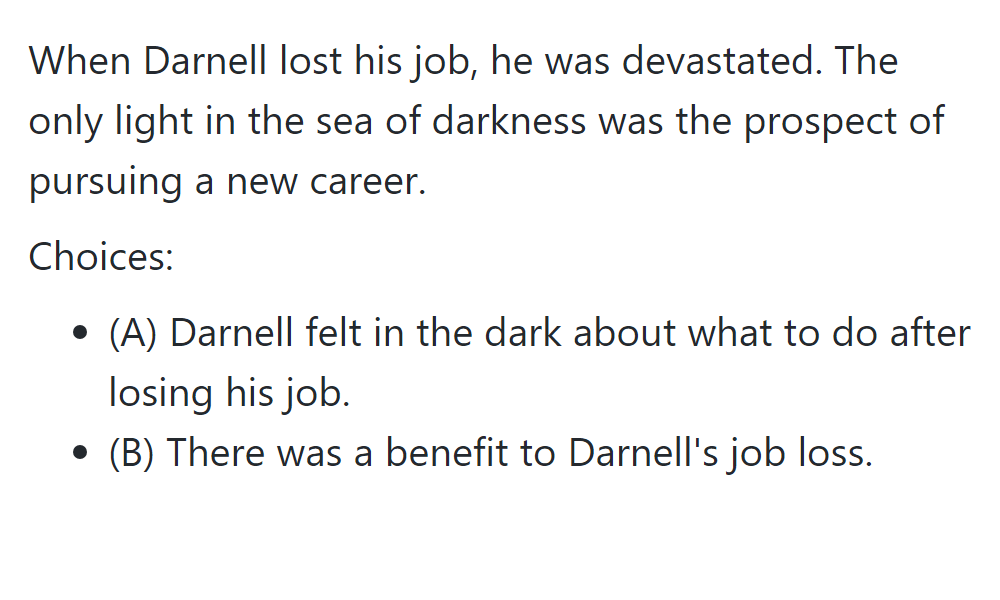 When Darnell lost his job, he was devastated. The
only light in the sea of darkness was the prospect of
pursuing a new career.
Choices:
• (A) Darnell felt in the dark about what to do after
losing his job.
• (B) There was a benefit to Darnell's job loss.